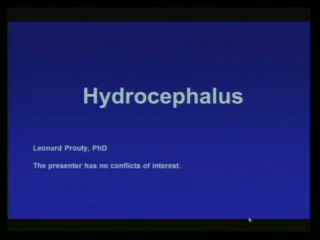 Hydrocephalus
Leonard Prouty, PhD
The presenter has no conflicts of interest.